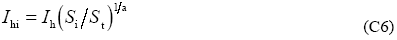 I_hi = I_h(S_i/S_t)^{1/a} (C6)